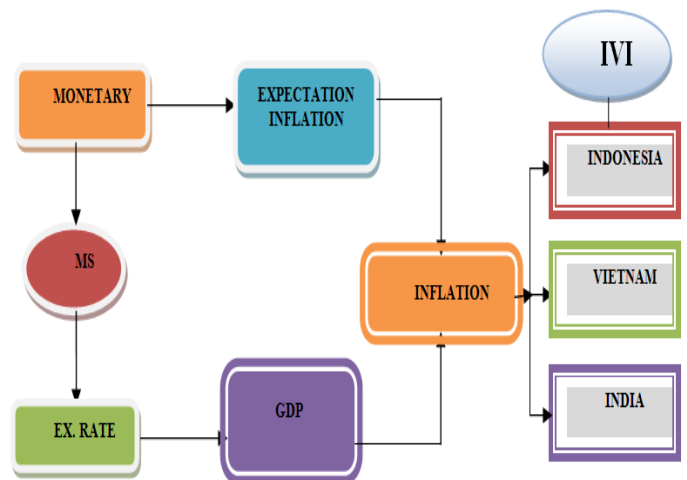 IVI
MONETARY
EXPECTATION
INFLATION
INDONESIA
MS
INFLATION
VIETNAM
EX. RATE
GDP
INDIA